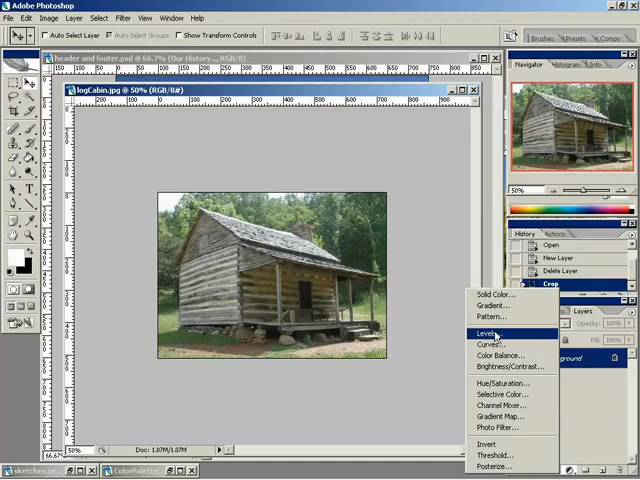 Adobe Photoshop
File Edit Image Layer Select Filter View Window Help
Auto Select Layer Auto Select Groups Show Transform Controls
Brushes Presets Comps
header and footer.psd @ 66.7% (Our History..., RGB/8)
logCabin.jpg @ 50% (RGB/8#)
Navigator Histogram Info
50%
History Actions
Open
New Layer
Delete Layer
Crop
Solid Color...
Gradient...
Pattern...
Levels...
Curves...
Color Balance...
Brightness/Contrast...
Hue/Saturation...
Selective Color...
Channel Mixer...
Gradient Map...
Photo Filter...
Invert
Threshold...
Posterize...
Layers
Opacity: 100%
Fill: 100%
ground
50% Doc: 1.07M/1.07M
66.67%
sketches.p
ColorPalett